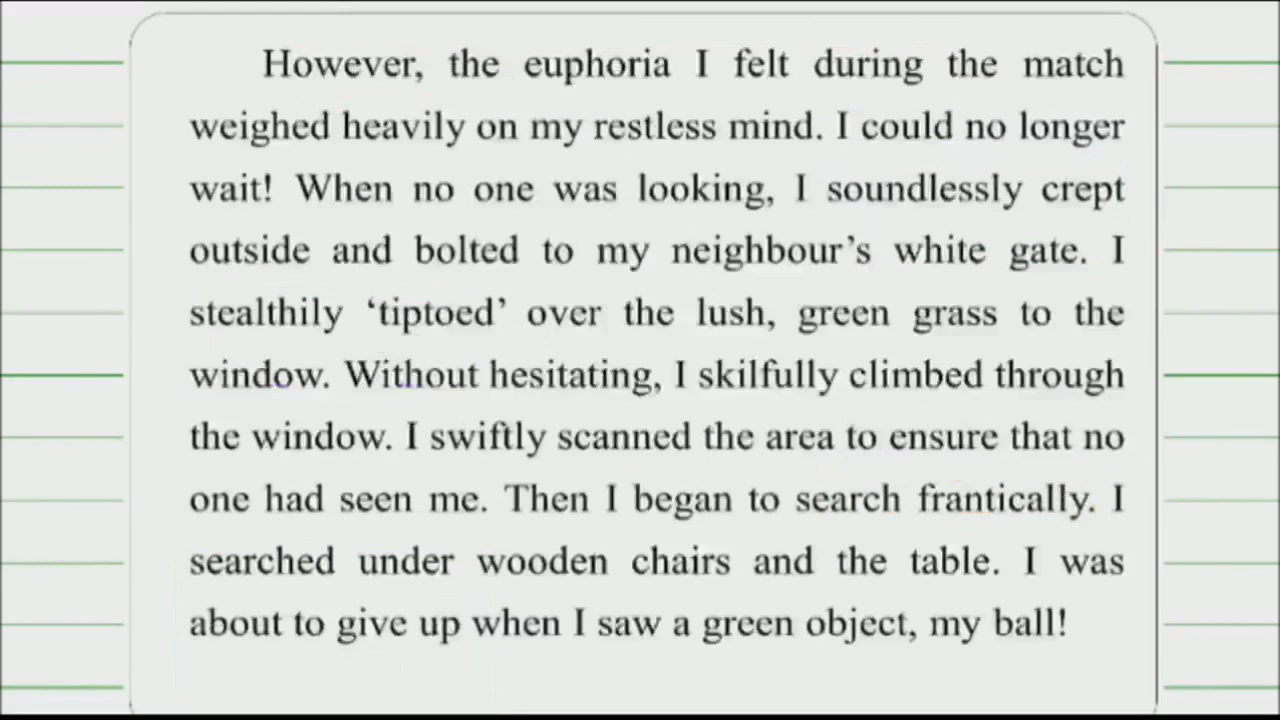 However, the euphoria I felt during the match
weighed heavily on my restless mind. I could no longer
wait! When no one was looking, I soundlessly crept
outside and bolted to my neighbour’s white gate. I
stealthily ‘tiptoed’ over the lush, green grass to the
window. Without hesitating, I skilfully climbed through
the window. I swiftly scanned the area to ensure that no
one had seen me. Then I began to search frantically. I
searched under wooden chairs and the table. I was
about to give up when I saw a green object, my ball!